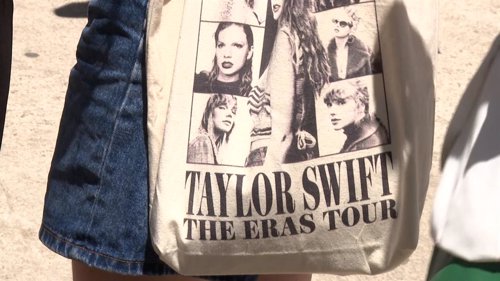 TAYLOR SWIFT
THE ERAS TOUR